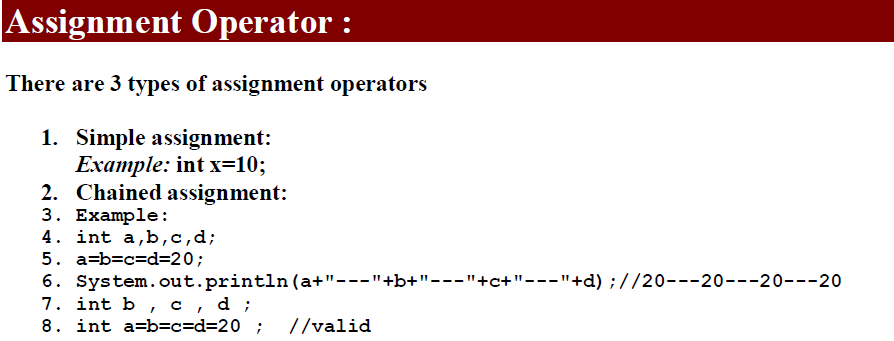 Assignment Operator :
There are 3 types of assignment operators
1. Simple assignment:
Example: int x=10;
2. Chained assignment:
3. Example:
4. int a,b,c,d;
5. a=b=c=d=20;
6. System.out.println(a+"---"+b+"---"+c+"---"+d);//20---20---20---20
7. int b , c , d ;
8. int a=b=c=d=20 ;  //valid